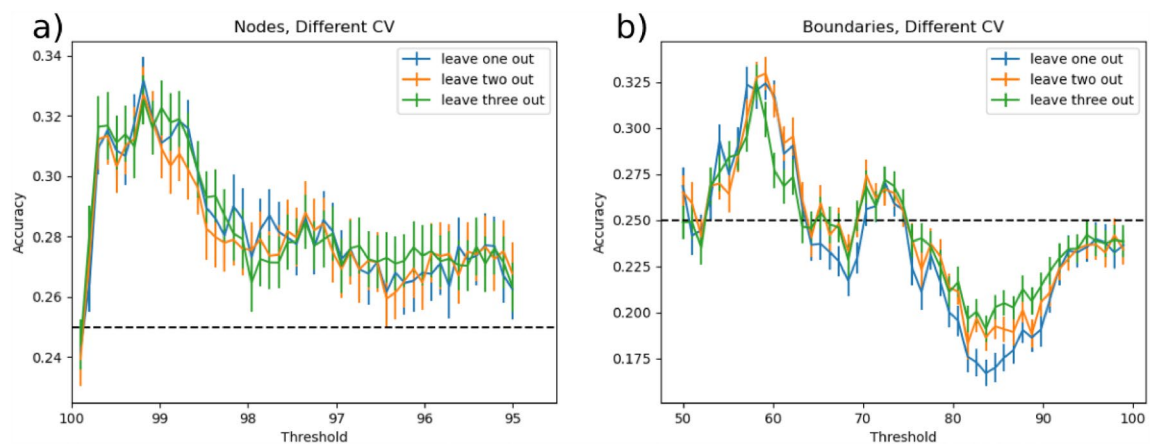 a)
Nodes, Different CV
leave one out
leave two out
leave three out
0.34
0.32
0.30
0.28
0.26
0.24
Accuracy
100 99 98 97 96 95
Threshold
b)
Boundaries, Different CV
leave one out
leave two out
leave three out
0.325
0.300
0.275
0.250
0.225
0.200
0.175
Accuracy
50 60 70 80 90 100
Threshold